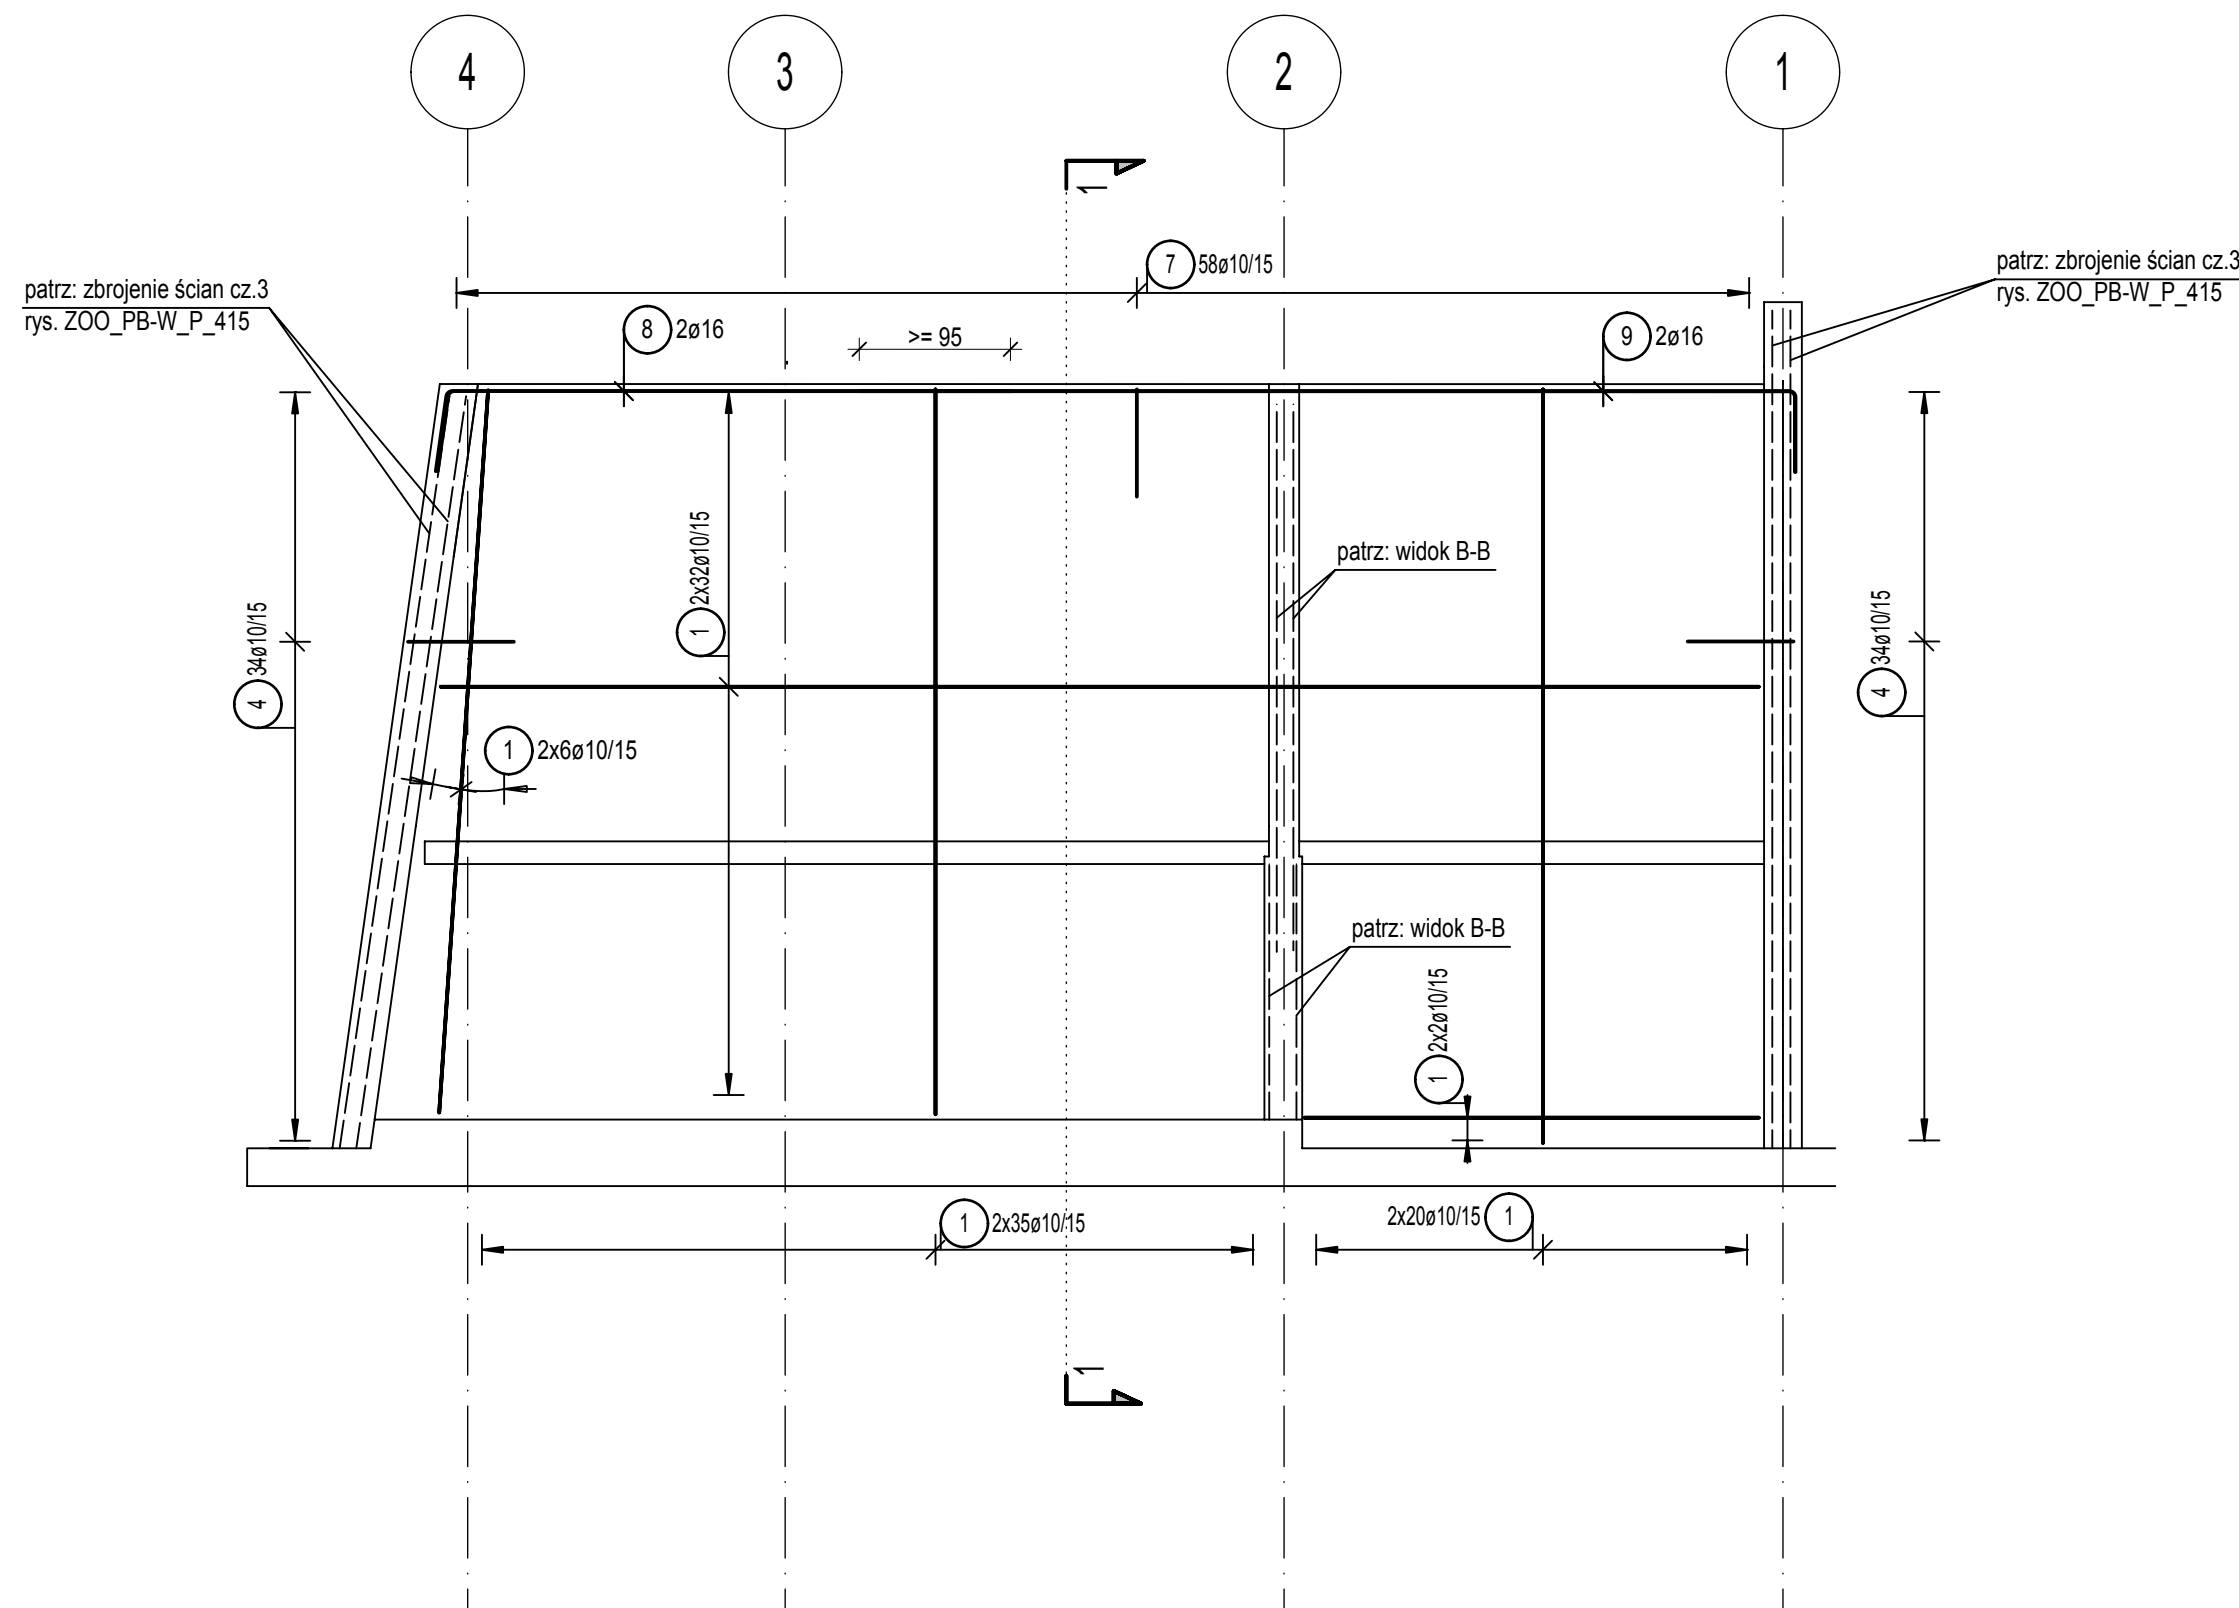 4
3
2
1
1
7 58ø10/15
patrz: zbrojenie ścian cz.3
rys. ZOO_PB-W_P_415
patrz: zbrojenie ścian cz.3
rys. ZOO_PB-W_P_415
8 2ø16
>= 95
9 2ø16
1 2x32ø10/15
patrz: widok B-B
4 34ø10/15
4 34ø10/15
1 2x6ø10/15
patrz: widok B-B
1 2x2ø10/15
1 2x35ø10/15
2x20ø10/15 1
1